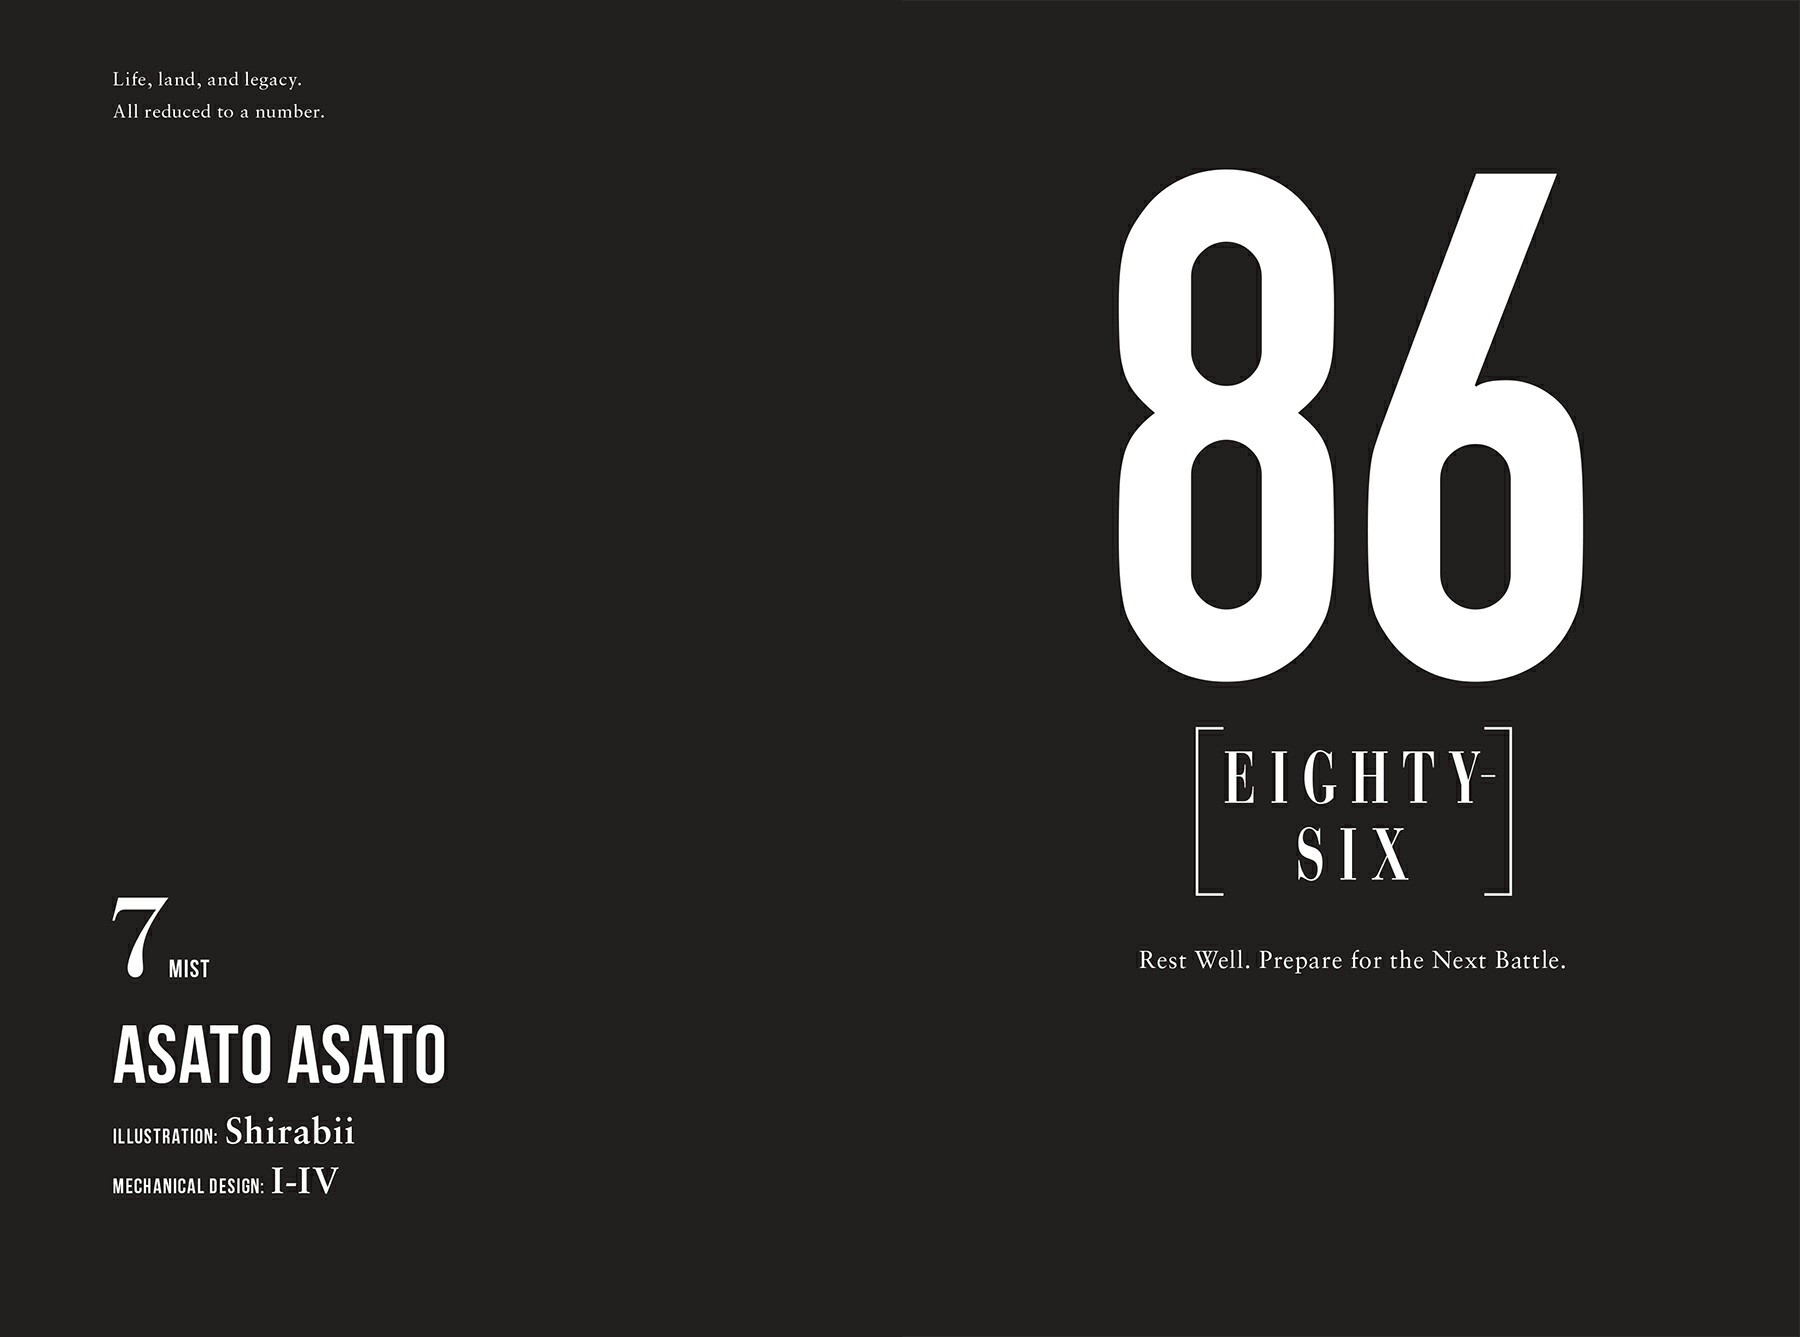 Life, land, and legacy.
All reduced to a number.
7 MIST
ASATO ASATO
ILLUSTRATION: Shirabii
MECHANICAL DESIGN: I-IV
86
EIGHTY-
SIX
Rest Well. Prepare for the Next Battle.